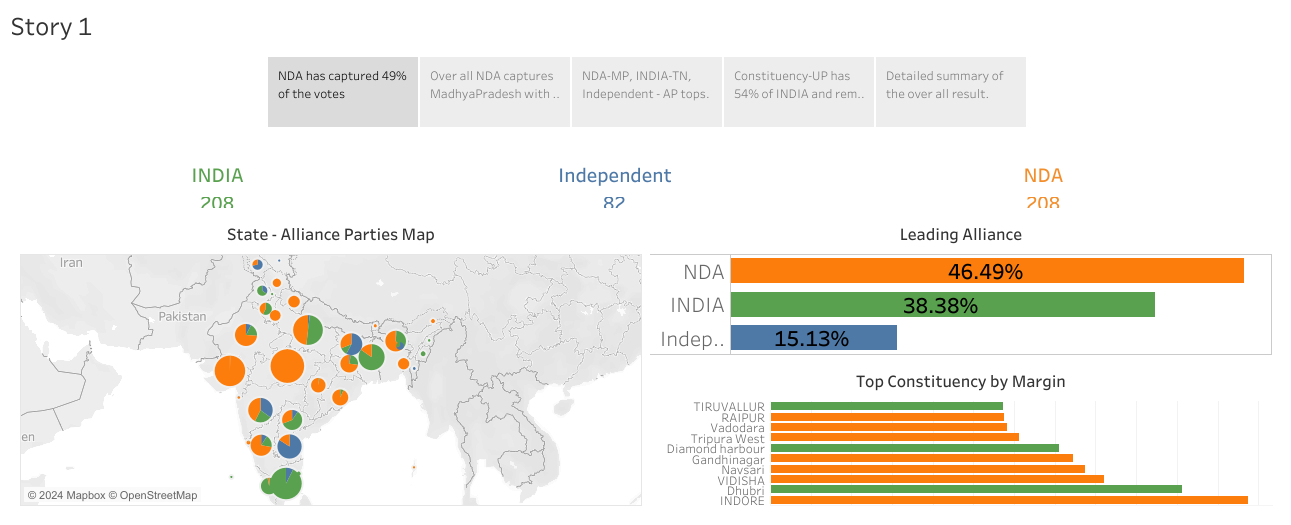 Story 1
NDA has captured 49%
of the votes
Over all NDA captures
MadhyaPradesh with ..
NDA-MP, INDIA-TN,
Independent - AP tops.
Constituency-UP has
54% of INDIA and rem..
Detailed summary of
the over all result.
INDIA
208
Independent
82
NDA
208
State - Alliance Parties Map
Iran
Pakistan
en
© 2024 Mapbox © OpenStreetMap
Leading Alliance
NDA
46.49%
INDIA
38.38%
Indep..
15.13%
Top Constituency by Margin
TIRUVALLUR
RAIPUR
Vadodara
Tripura West
Diamond harbour
Gandhinagar
Navsari
VIDISHA
Dhubri
INDORE